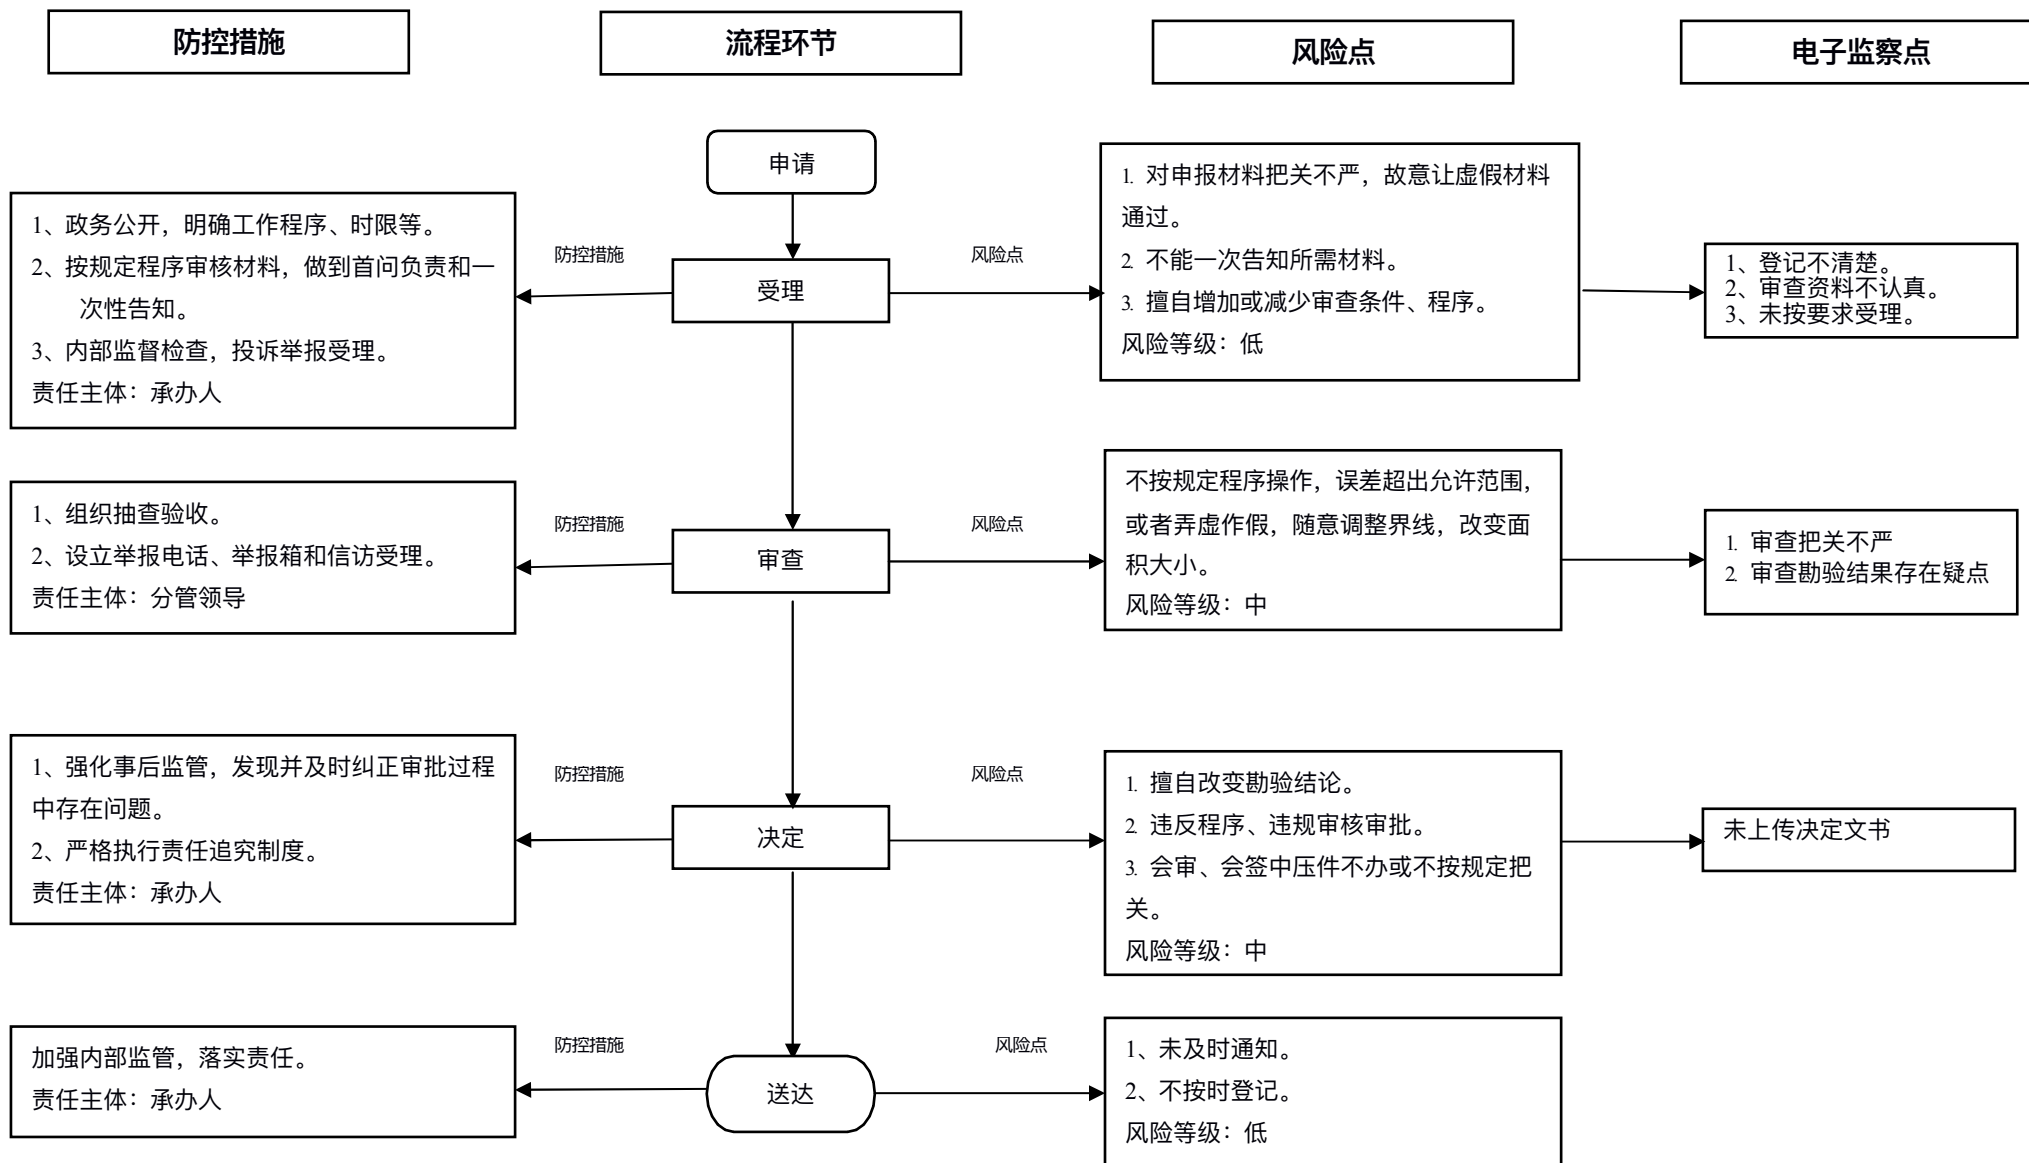 防控措施
流程环节
风险点
电子监察点
申请
1、政务公开，明确工作程序、时限等。
2、按规定程序审核材料，做到首问负责和一
次性告知。
3、内部监督检查，投诉举报受理。
责任主体：承办人
防控措施
受理
风险点
1. 对申报材料把关不严，故意让虚假材料
通过。
2. 不能一次告知所需材料。
3. 擅自增加或减少审查条件、程序。
风险等级：低
1、登记不清楚。
2、审查资料不认真。
3、未按要求受理。
1、组织抽查验收。
2、设立举报电话、举报箱和信访受理。
责任主体：分管领导
防控措施
审查
风险点
不按规定程序操作，误差超出允许范围，
或者弄虚作假，随意调整界线，改变面
积大小。
风险等级：中
1. 审查把关不严
2. 审查勘验结果存在疑点
1、强化事后监管，发现并及时纠正审批过程
中存在问题。
2、严格执行责任追究制度。
责任主体：承办人
防控措施
决定
风险点
1. 擅自改变勘验结论。
2. 违反程序、违规审核审批。
3. 会审、会签中压件不办或不按规定把
关。
风险等级：中
未上传决定文书
加强内部监管，落实责任。
责任主体：承办人
防控措施
送达
风险点
1、未及时通知。
2、不按时登记。
风险等级：低